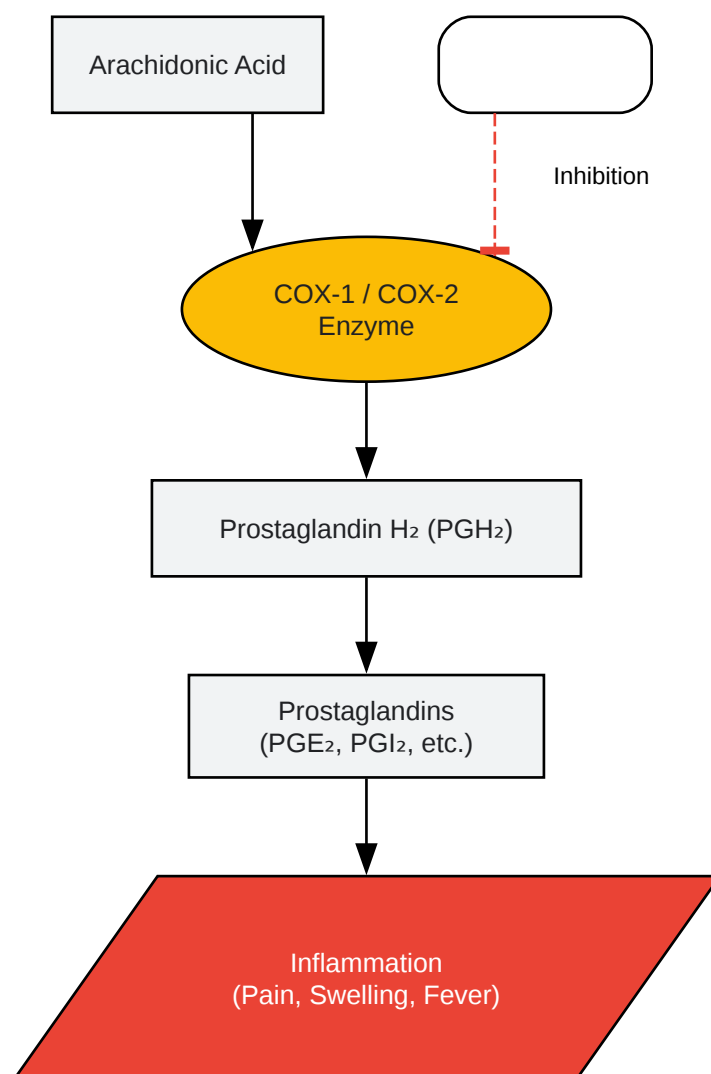 Arachidonic Acid
Inhibition
COX-1 / COX-2
Enzyme
Prostaglandin H₂ (PGH₂)
Prostaglandins
(PGE₂, PGI₂, etc.)
Inflammation
(Pain, Swelling, Fever)